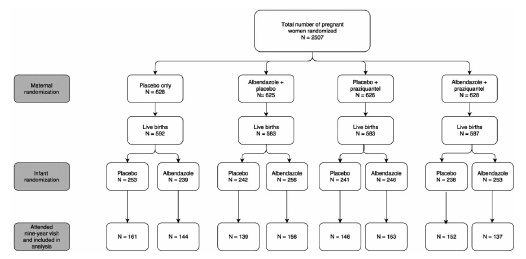 Total number of pregnant
women randomized
N = 2507
Maternal
randomization
Placebo only
N = 628
Albendazole +
placebo
N= 625
Placebo +
praziquantel
N = 626
Albendazole +
praziquantel
N = 628
Live births
N = 592
Live births
N = 583
Live births
N = 583
Live births
N = 587
Infant
randomization
Placebo
N = 253
Albendazole
N = 239
Placebo
N = 242
Albendazole
N = 256
Placebo
N = 241
Albendazole
N = 246
Placebo
N = 236
Albendazole
N = 253
Attended
nine-year visit
and included in
analysis
N = 161
N = 144
N = 139
N = 156
N = 146
N = 153
N = 152
N = 137